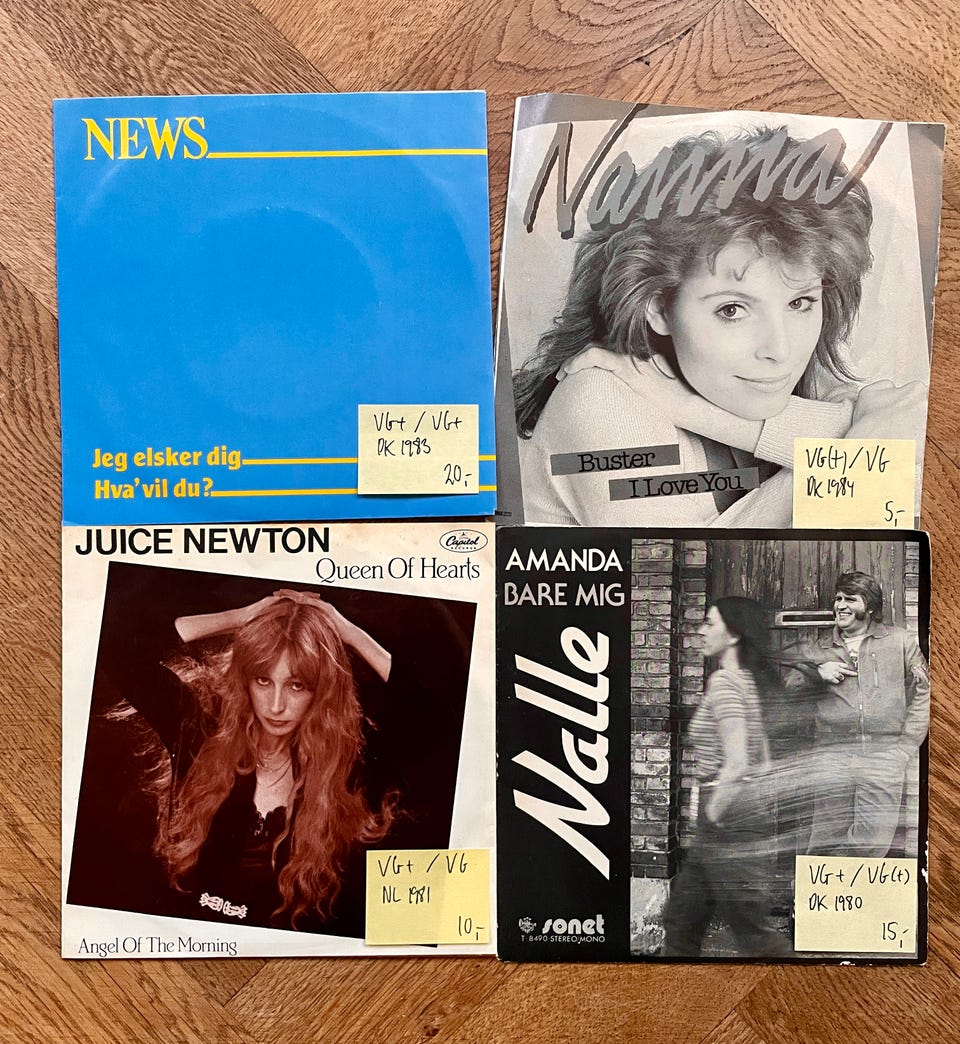 NEWS
Jeg elsker dig
Hva' vil du?
VG+ / VG+
DK 1983
20,-
Nanna
Buster
I Love You
VG(+) / VG
DK 1984
5,-
JUICE NEWTON
Capitol
RECORDS
Queen Of Hearts
Angel Of The Morning
VG+ / VG
NL 1981
10,-
AMANDA
BARE MIG
Nalle
sonet
T-8490-STEREO/MONO
VG+ / VG(+)
DK 1980
15,-